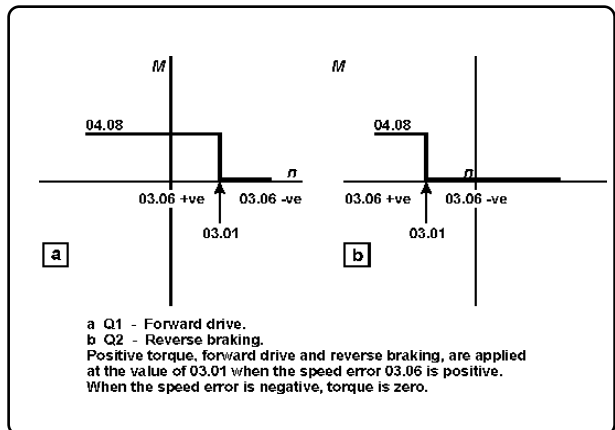 M
M
04.08
04.08
n
n
03.06 +ve
03.06 -ve
03.06 +ve
03.06 -ve
03.01
03.01
a
b
a Q1 - Forward drive.
b Q2 - Reverse braking.
Positive torque, forward drive and reverse braking, are applied
at the value of 03.01 when the speed error 03.06 is positive.
When the speed error is negative, torque is zero.